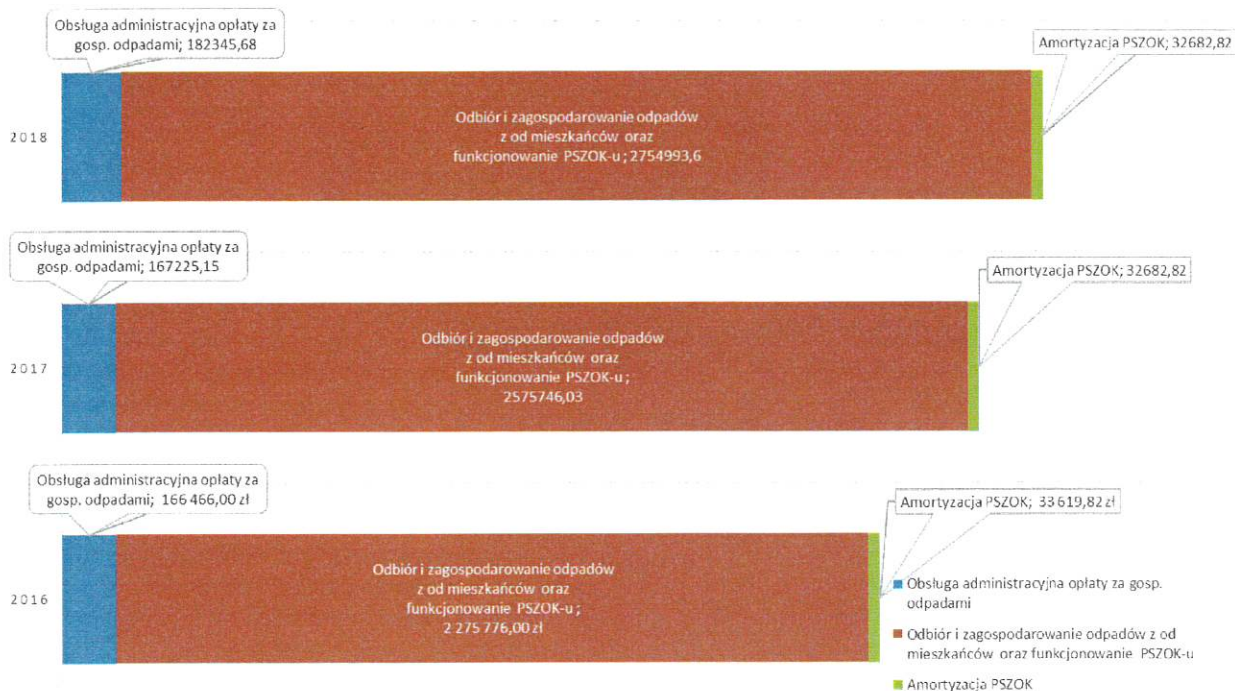 Obsługa administracyjna opłaty za
gosp. odpadami; 182345,68
Amortyzacja PSZOK; 32682,82
2018
Odbiór i zagospodarowanie odpadów
z od mieszkańców oraz
funkcjonowanie PSZOK-u ; 2754993,6
Obsługa administracyjna opłaty za
gosp. odpadami; 167225,15
Amortyzacja PSZOK; 32682,82
2017
Odbiór i zagospodarowanie odpadów
z od mieszkańców oraz
funkcjonowanie PSZOK-u ;
2575746,03
Obsługa administracyjna opłaty za
gosp. odpadami; 166 466,00 zł
Amortyzacja PSZOK; 33 619,82 zł
2016
Odbiór i zagospodarowanie odpadów
z od mieszkańców oraz
funkcjonowanie PSZOK-u ;
2 275 776,00 zł
Obsługa administracyjna opłaty za gosp.
odpadami
Odbiór i zagospodarowanie odpadów z od
mieszkańców oraz funkcjonowanie PSZOK-u
Amortyzacja PSZOK